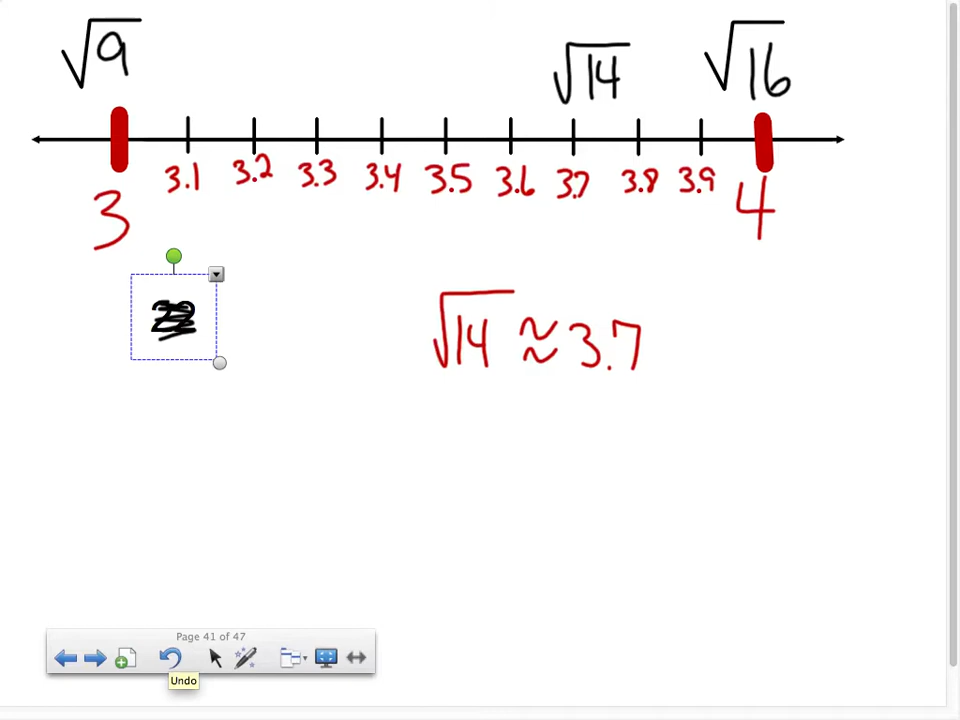 √9 √14 √16
3.1 3.2 3.3 3.4 3.5 3.6 3.7 3.8 3.9
3 4
√14 ≈ 3.7
Page 41 of 47
Undo